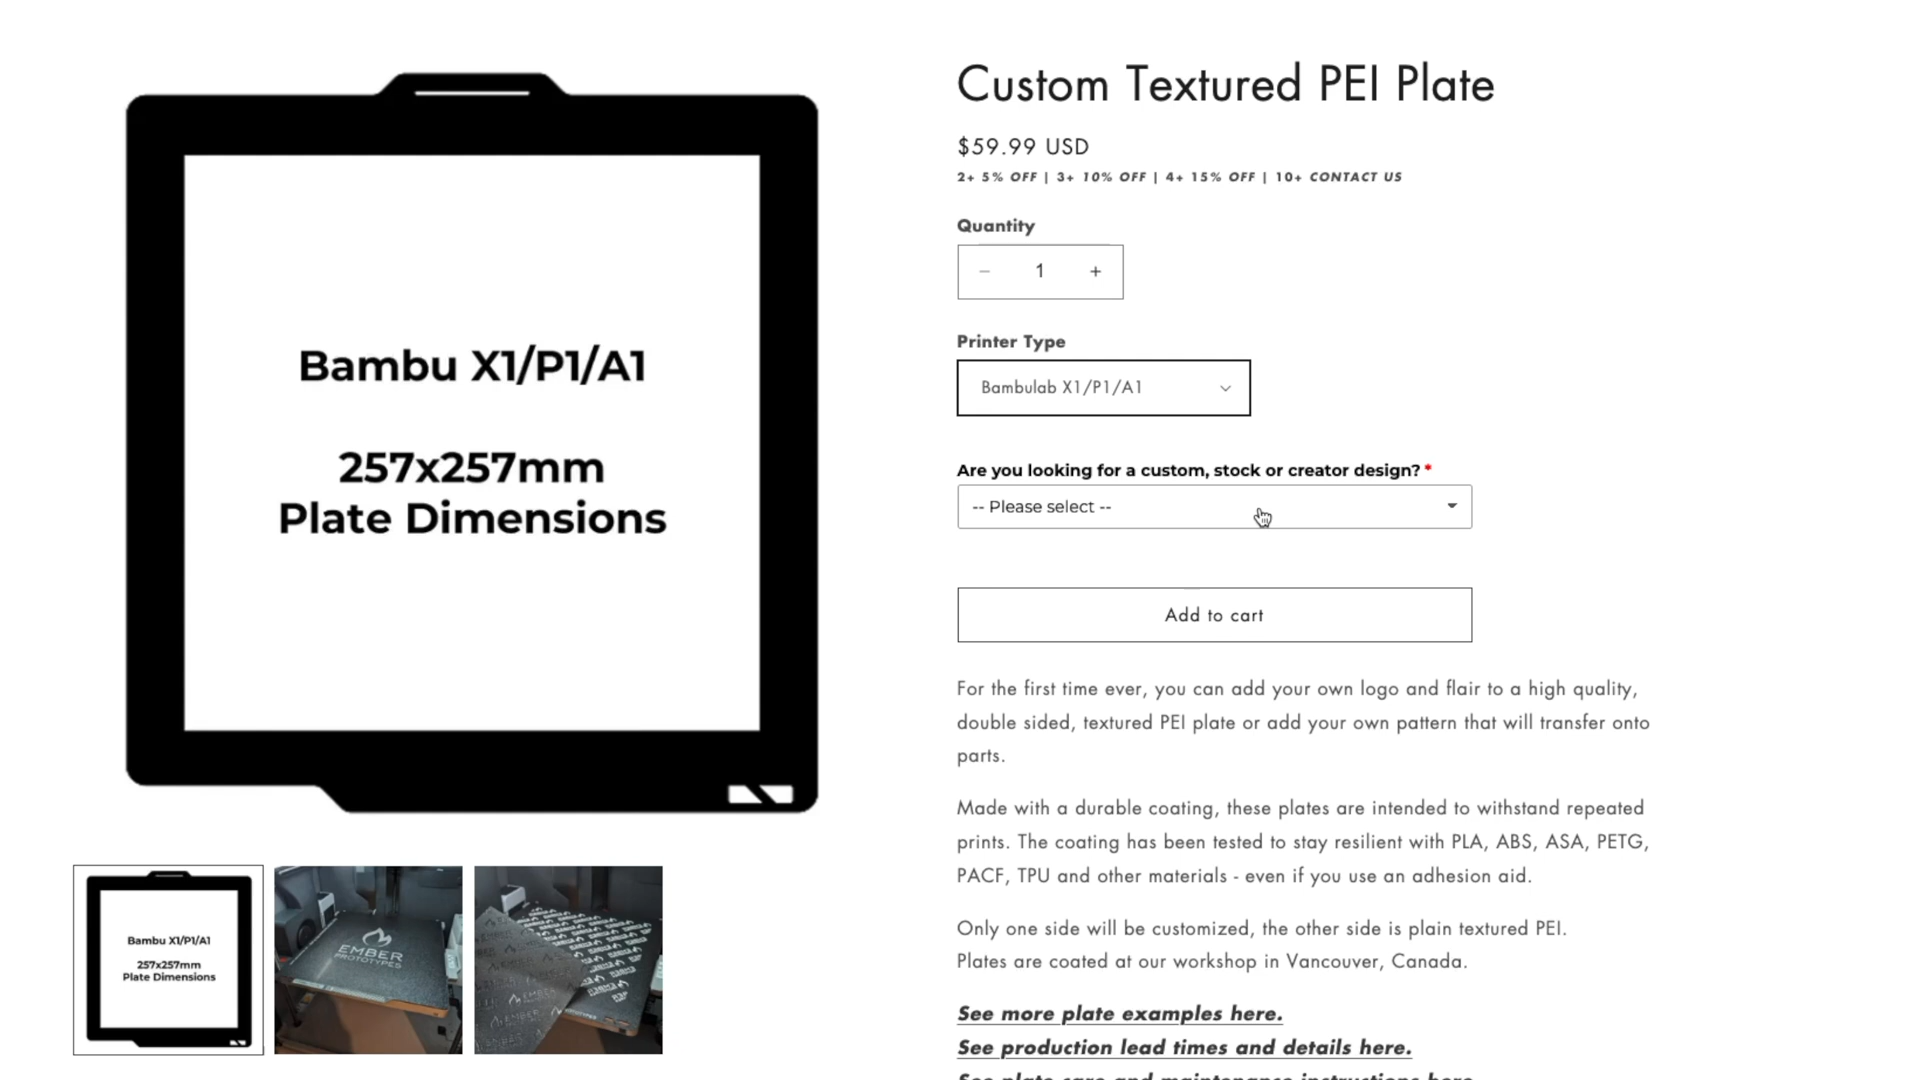 Custom Textured PEI Plate
$59.99 USD
2+ 5% OFF | 3+ 10% OFF | 4+ 15% OFF | 10+ CONTACT US
Quantity
− 1 +
Printer Type
Bambulab X1/P1/A1
Are you looking for a custom, stock or creator design? *
-- Please select --
Add to cart
For the first time ever, you can add your own logo and flair to a high quality,
double sided, textured PEI plate or add your own pattern that will transfer onto
parts.
Made with a durable coating, these plates are intended to withstand repeated
prints. The coating has been tested to stay resilient with PLA, ABS, ASA, PETG,
PACF, TPU and other materials - even if you use an adhesion aid.
Only one side will be customized, the other side is plain textured PEI.
Plates are coated at our workshop in Vancouver, Canada.
See more plate examples here.
See production lead times and details here.
See plate care and maintenance instructions here.
Bambu X1/P1/A1
257x257mm
Plate Dimensions
Bambu X1/P1/A1
257x257mm
Plate Dimensions
EMBER
PROTOTYPES